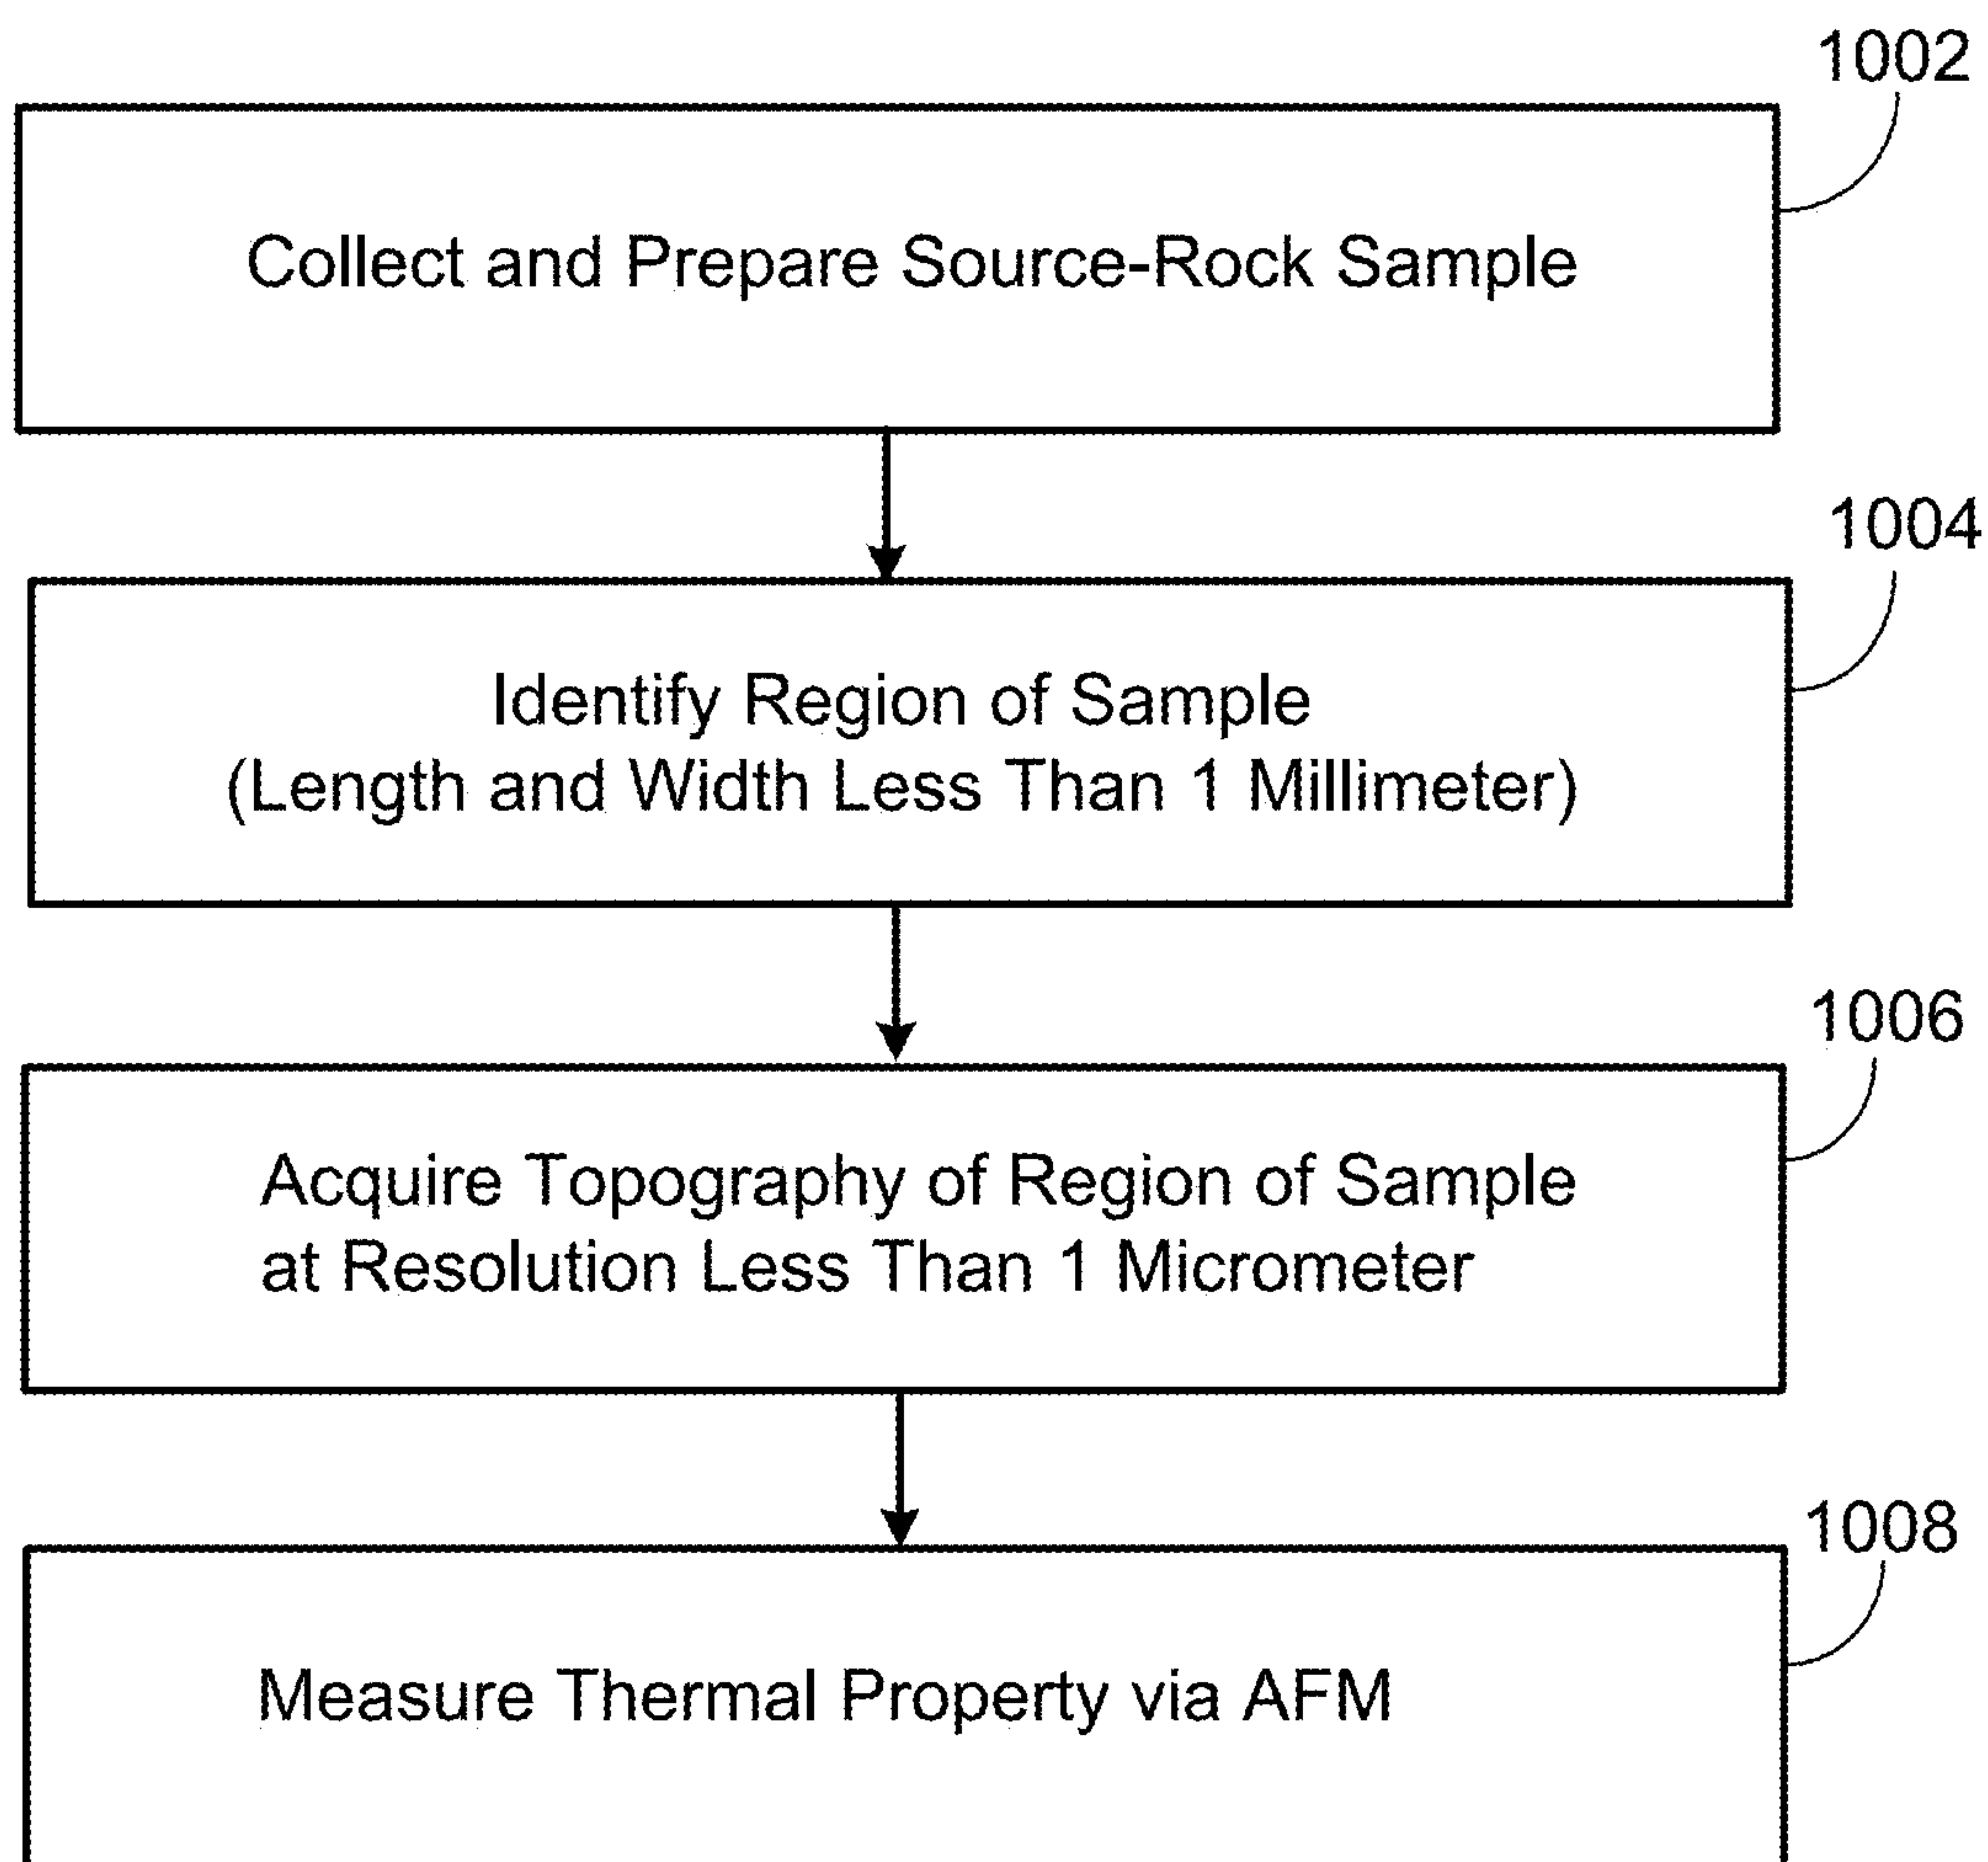 1002
Collect and Prepare Source-Rock Sample
1004
Identify Region of Sample
(Length and Width Less Than 1 Millimeter)
1006
Acquire Topography of Region of Sample
at Resolution Less Than 1 Micrometer
1008
Measure Thermal Property via AFM